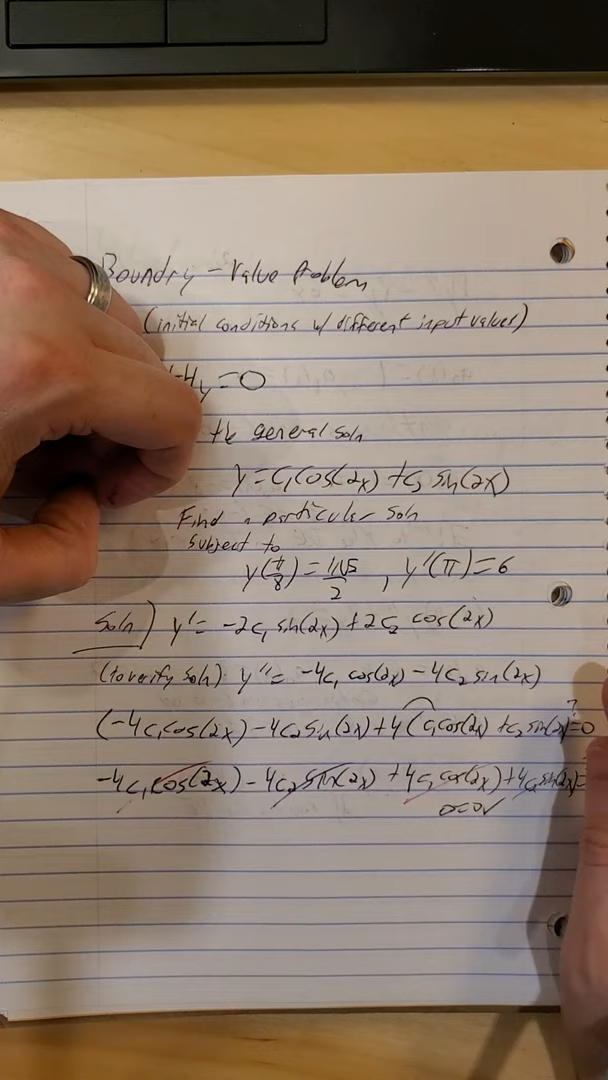 Boundry - Value Problem
(initial conditions w/ different input values)
4y = 0
the general soln
y = c₁cos(2x) + c₂ sin(2x)
Find a particular soln
subject to
y(π/8) = 11√5/2 , y'(π) = 6
Soln) y' = -2c₁ sin(2x) + 2c₂ cos(2x)
(to verify soln) y'' = -4c₁ cos(2x) - 4c₂ sin(2x)
(-4c₁cos(2x) - 4c₂ sin(2x) + 4(c₁cos(2x) + c₂ sin(2x) ?= 0
-4c₁cos(2x) - 4c₂ sin(2x) + 4c₁ cos(2x) + 4c₂ sin(2x) =
0=0✓